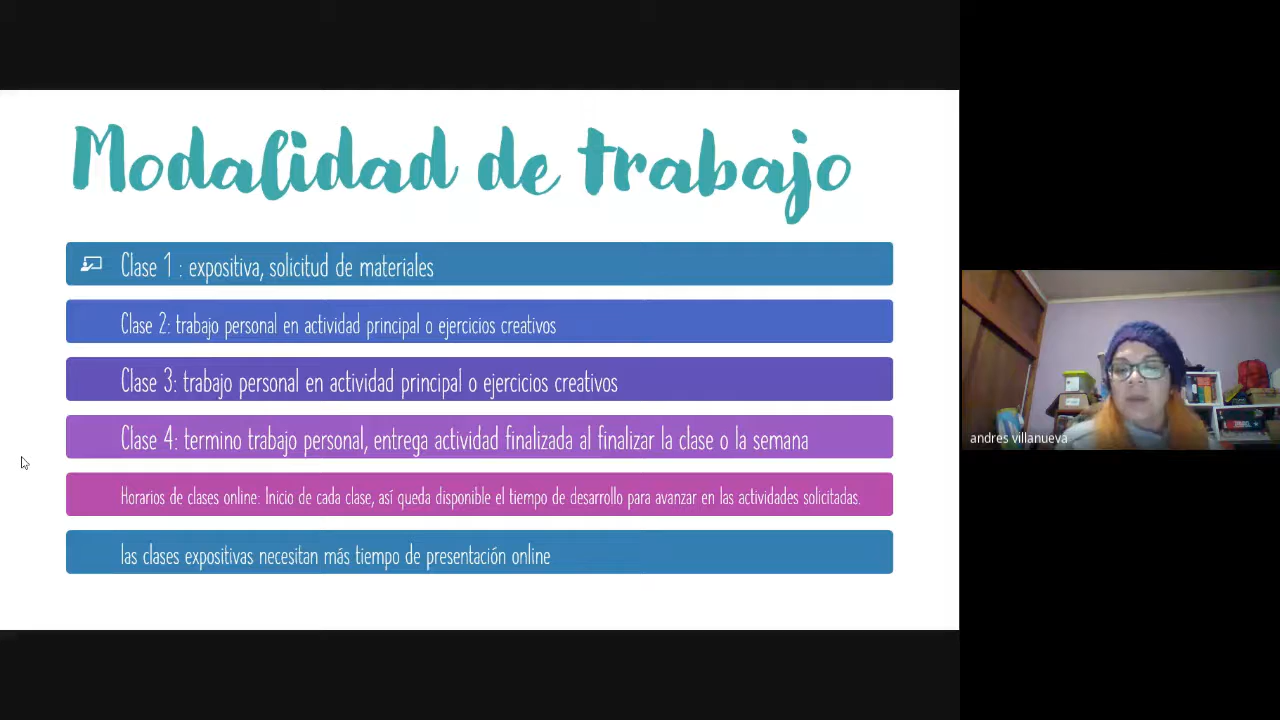 Modalidad de trabajo
Clase 1 : expositiva, solicitud de materiales
Clase 2: trabajo personal en actividad principal o ejercicios creativos
Clase 3: trabajo personal en actividad principal o ejercicios creativos
Clase 4: termino trabajo personal, entrega actividad finalizada al finalizar la clase o la semana
Horarios de clases online: Inicio de cada clase, así queda disponible el tiempo de desarrollo para avanzar en las actividades solicitadas.
las clases expositivas necesitan más tiempo de presentación online
andres villanueva